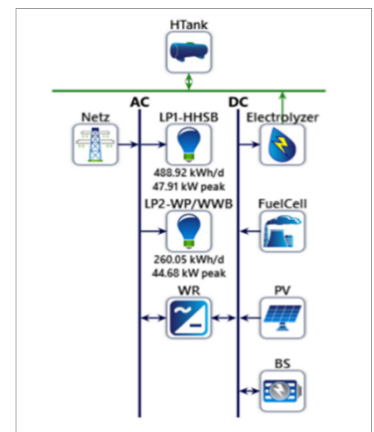 HTank
AC DC
Netz LP1-HHSB Electrolyzer
488.92 kWh/d
47.91 kW peak
LP2-WP/WWB FuelCell
260.05 kWh/d
44.68 kW peak
WR PV
BS